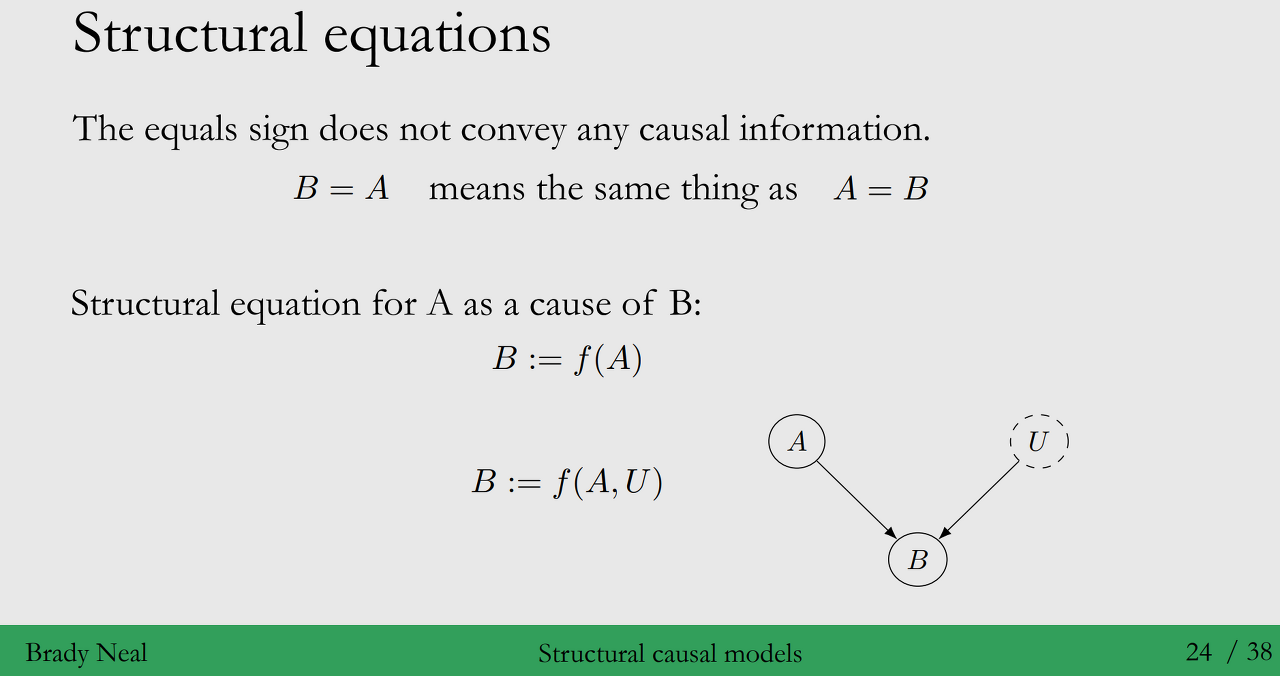 Structural equations
The equals sign does not convey any causal information.
B = A means the same thing as A = B
Structural equation for A as a cause of B:
B := f(A)
A U
B := f(A, U)
B
Brady Neal Structural causal models 24 / 38